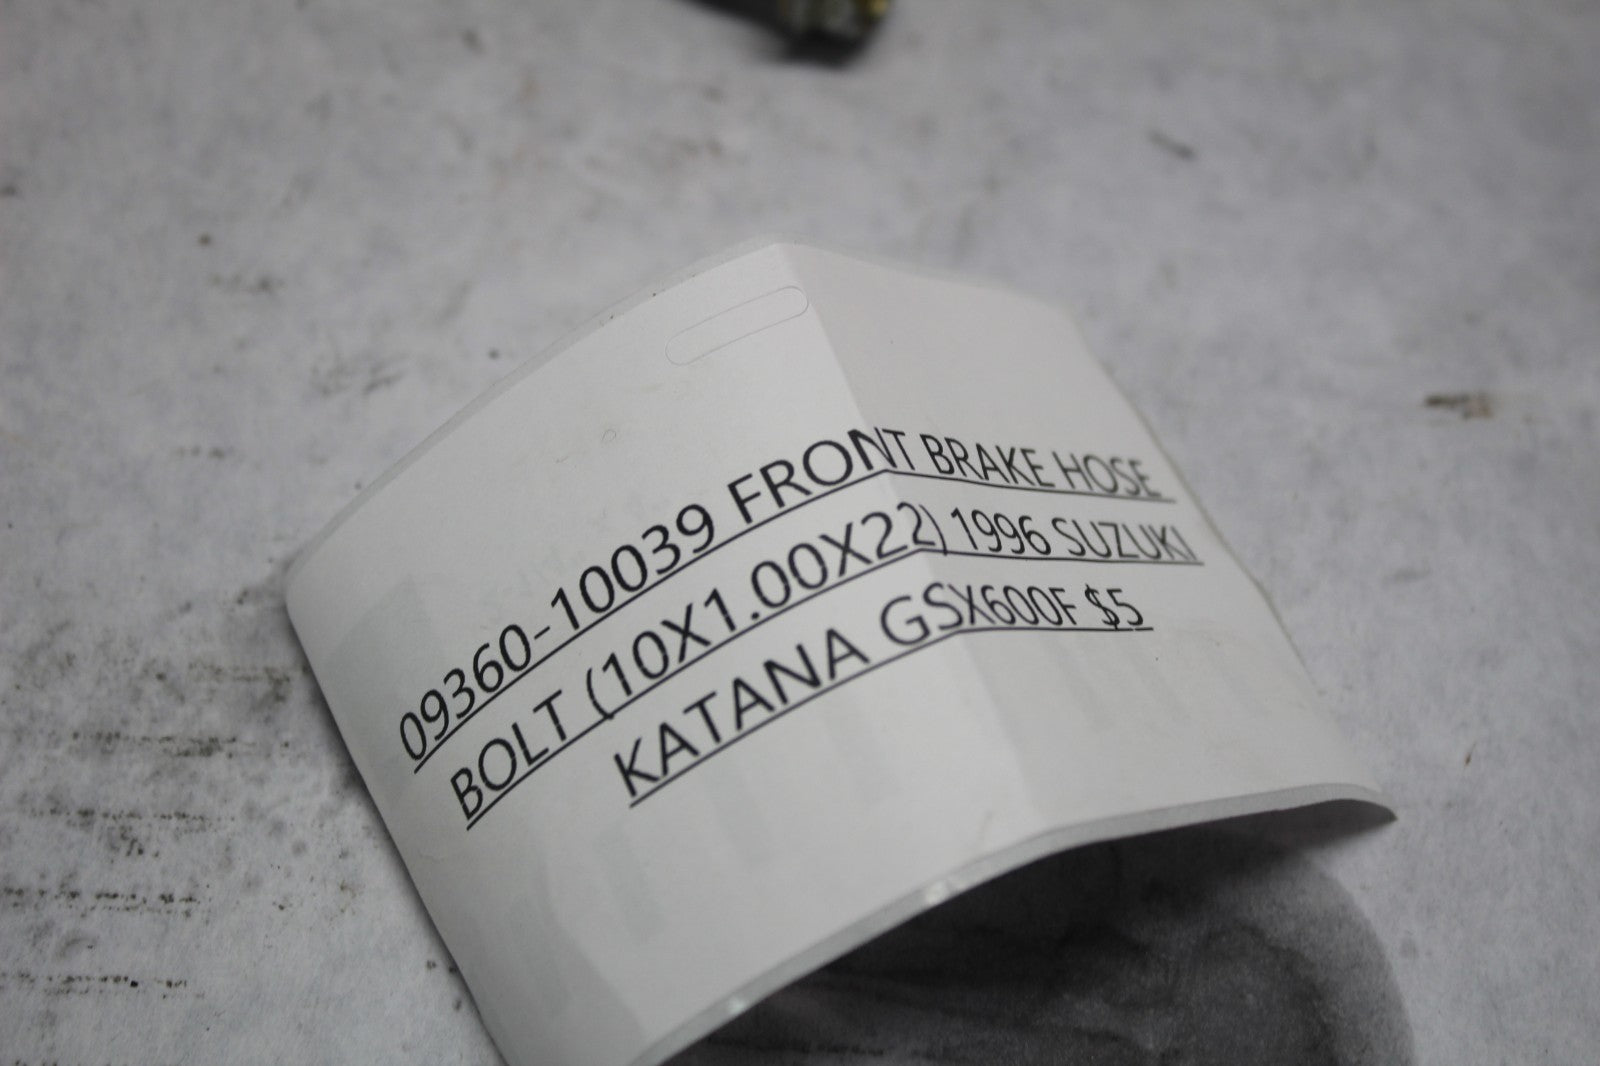 09360-10039 FRONT BRAKE HOSE
BOLT (10X1.00X22) 1996 SUZUKI
KATANA GSX600F $5